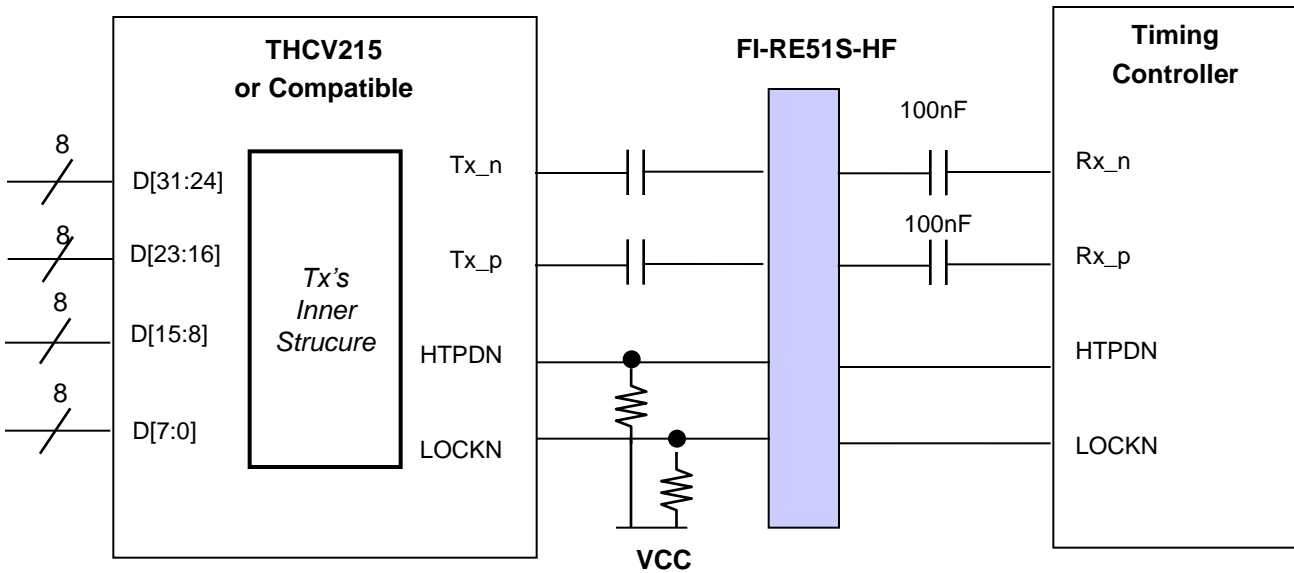 THCV215
or Compatible
FI-RE51S-HF
Timing
Controller
100nF
8
D[31:24]
Tx_n
Rx_n
8
D[23:16]
Tx_p
100nF
Rx_p
Tx's
Inner
Strucure
8
D[15:8]
HTPDN
HTPDN
8
D[7:0]
LOCKN
LOCKN
VCC